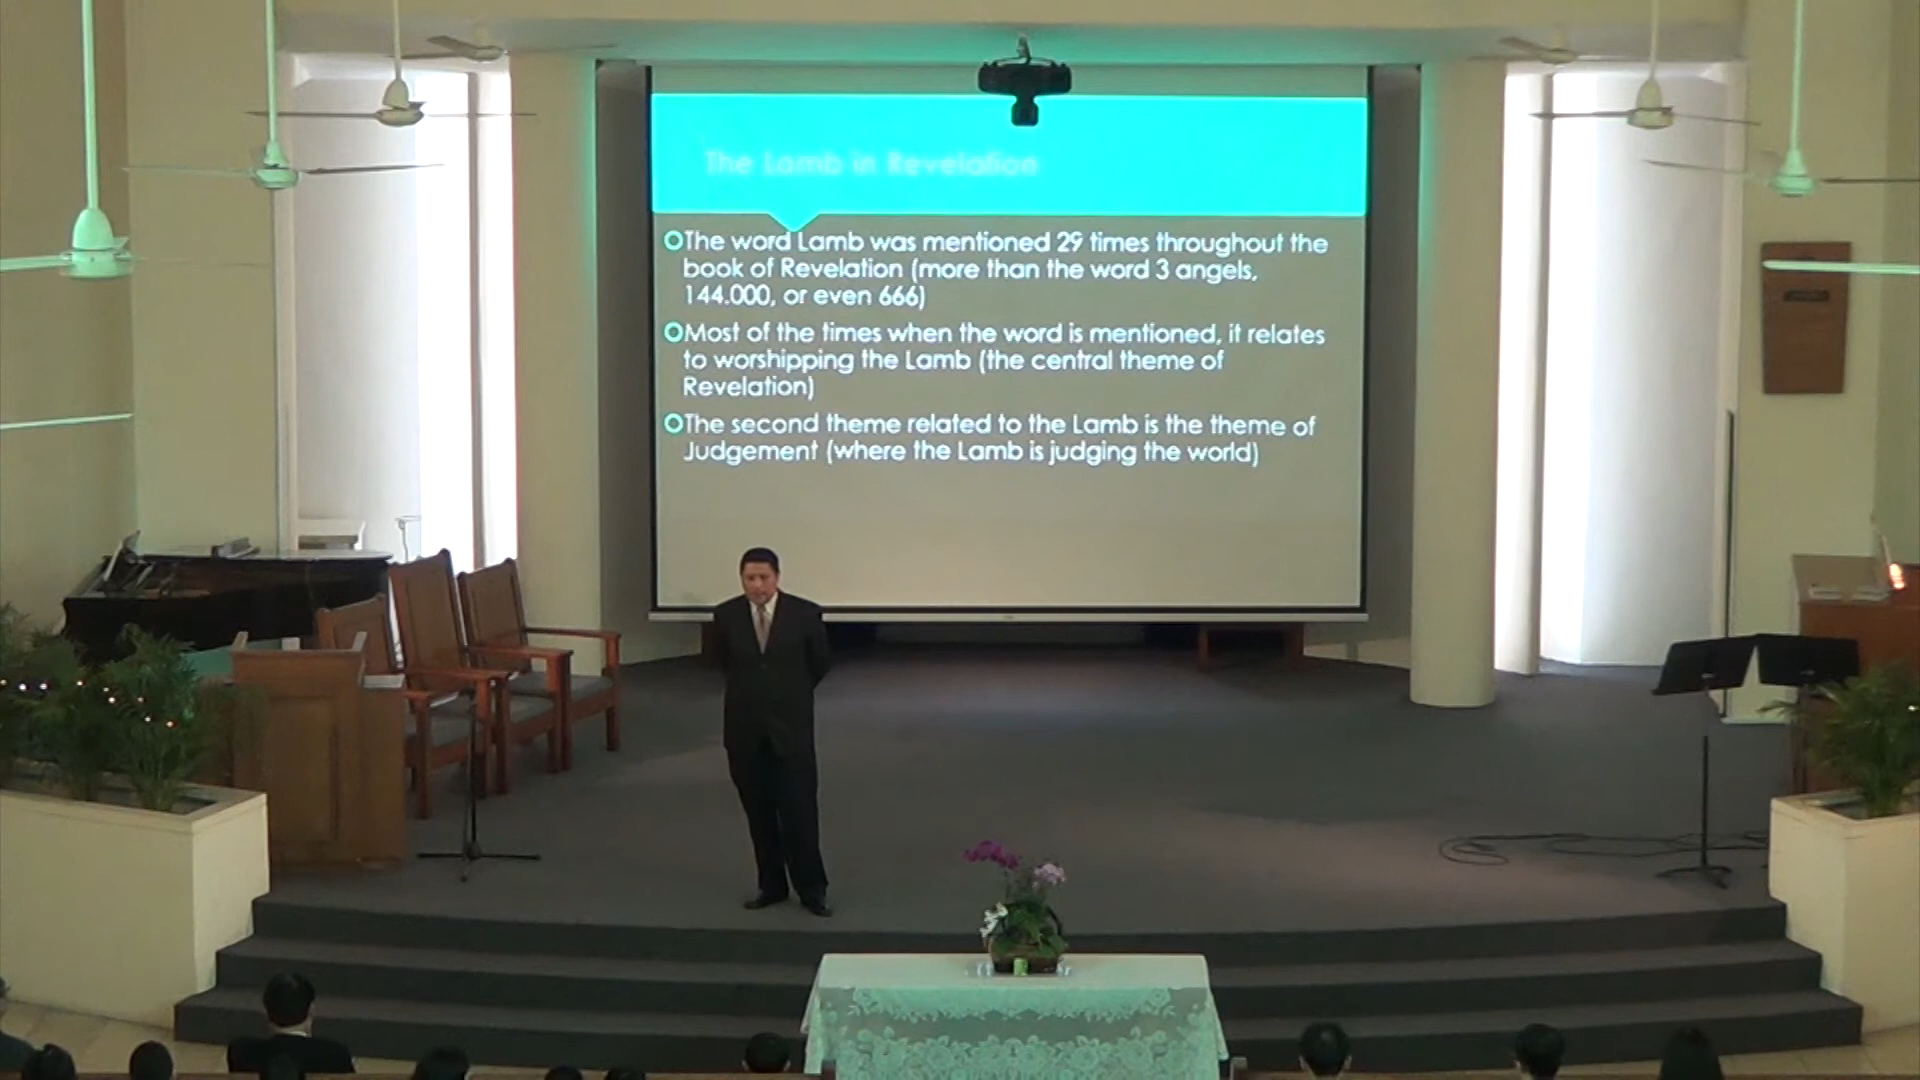 The Lamb in Revelation
The word Lamb was mentioned 29 times throughout the
book of Revelation (more than the word 3 angels,
144.000, or even 666)
Most of the times when the word is mentioned, it relates
to worshipping the Lamb (the central theme of
Revelation)
The second theme related to the Lamb is the theme of
Judgement (where the Lamb is judging the world)